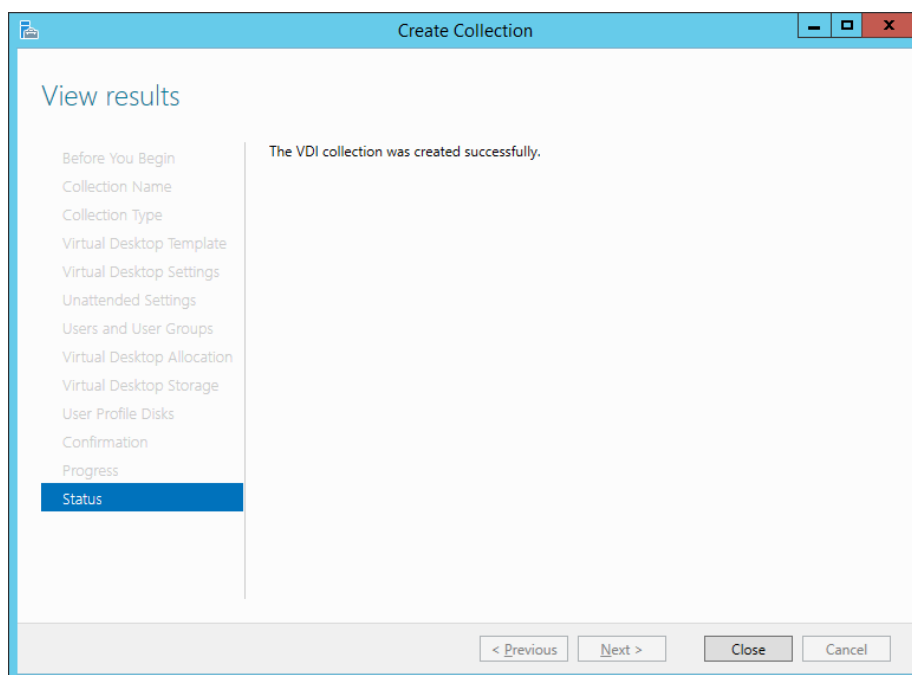 Create Collection
View results
Before You Begin
Collection Name
Collection Type
Virtual Desktop Template
Virtual Desktop Settings
Unattended Settings
Users and User Groups
Virtual Desktop Allocation
Virtual Desktop Storage
User Profile Disks
Confirmation
Progress
Status
The VDI collection was created successfully.
< Previous
Next >
Close
Cancel